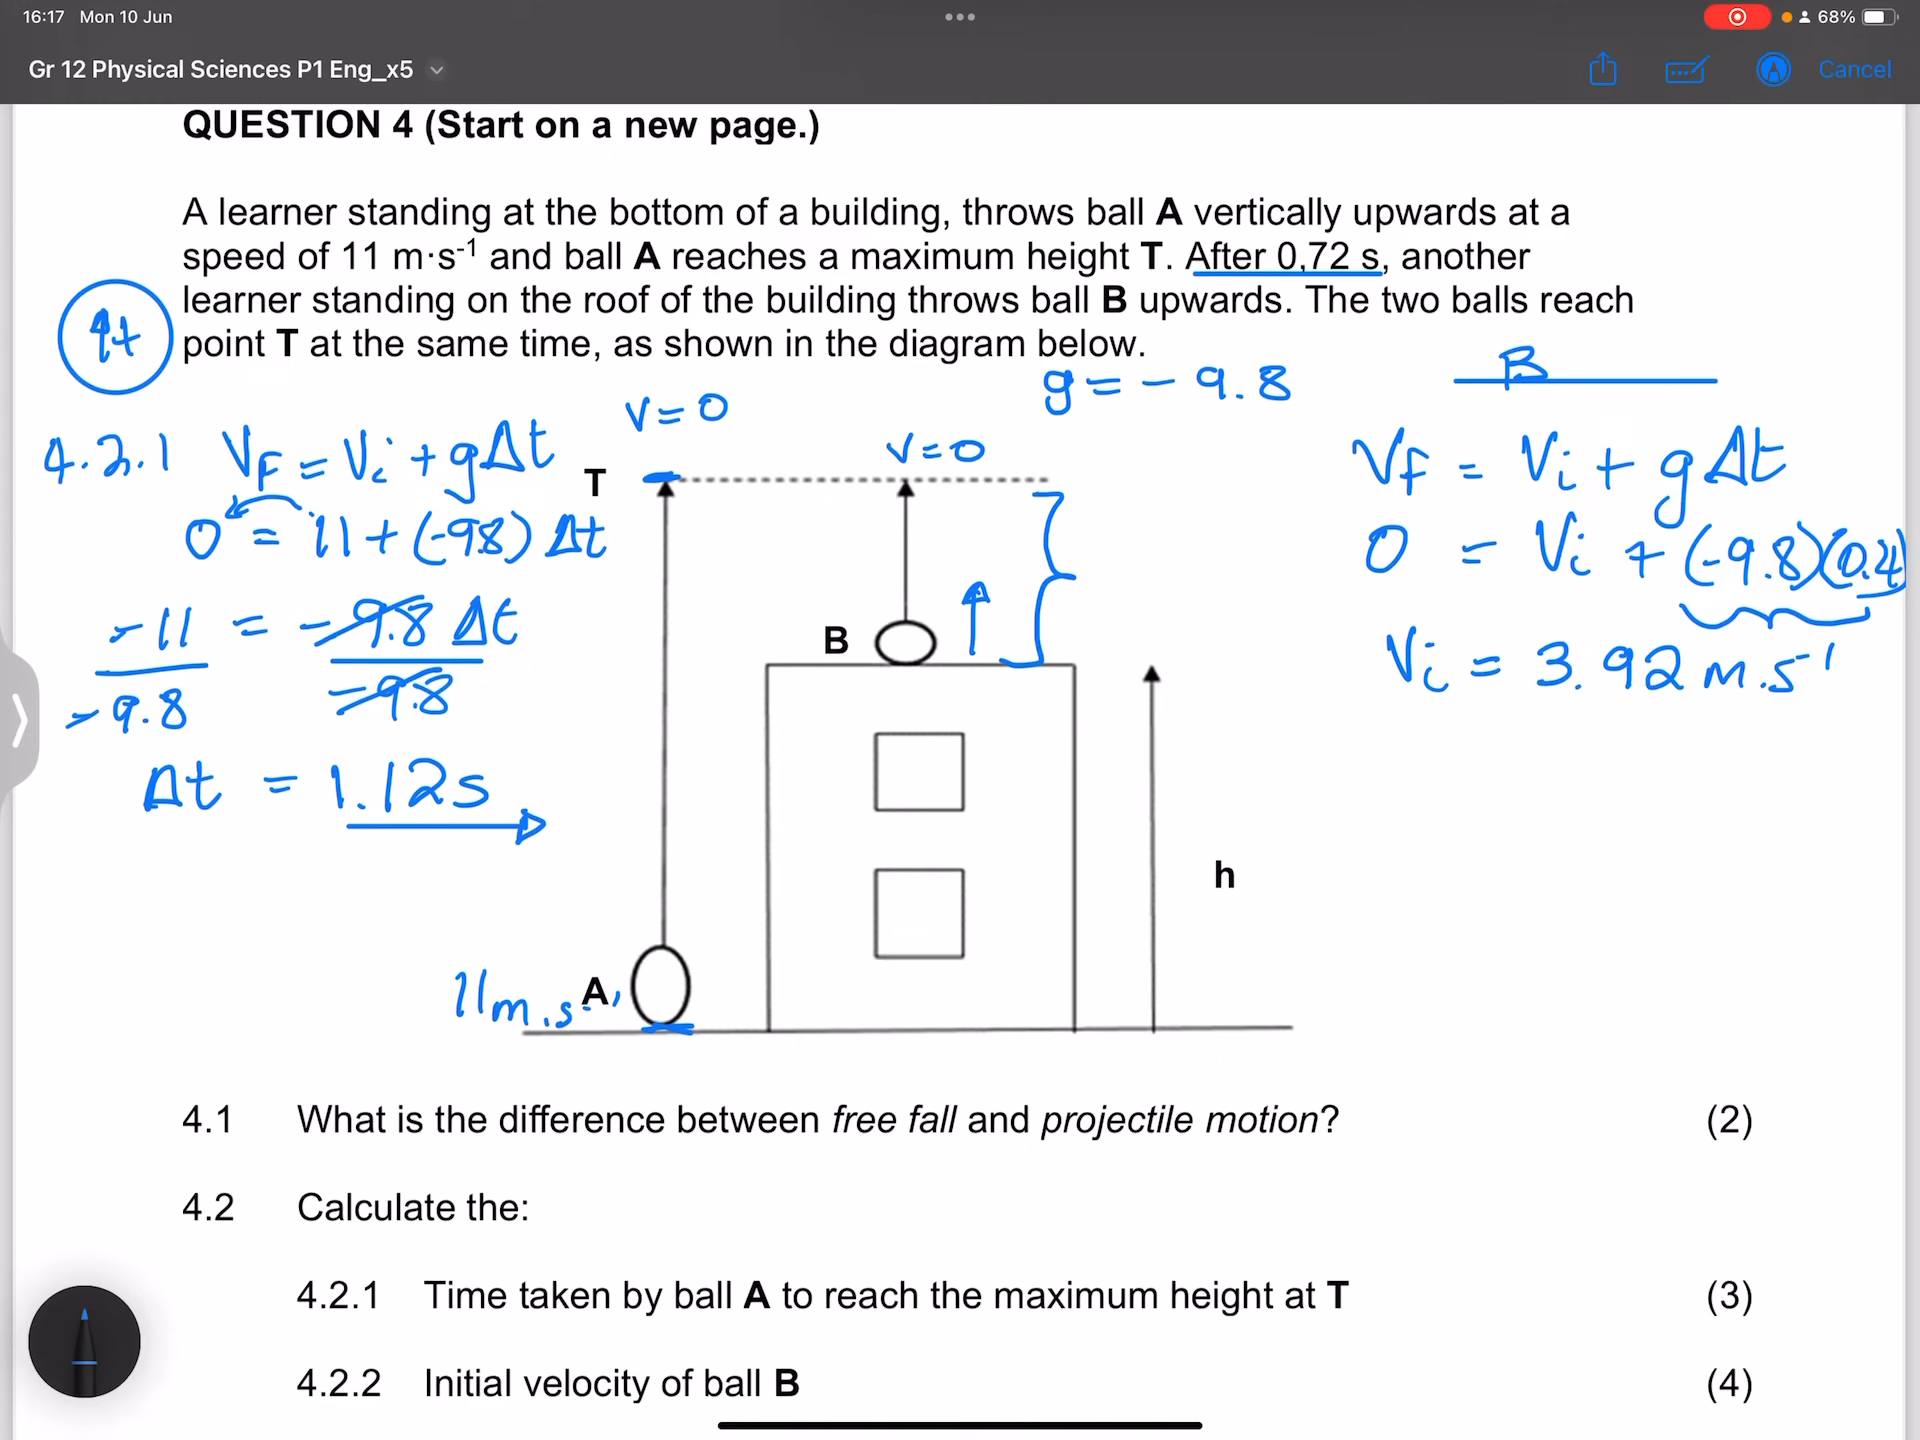 16:17 Mon 10 Jun
68%
Gr 12 Physical Sciences P1 Eng_x5
Cancel
QUESTION 4 (Start on a new page.)
A learner standing at the bottom of a building, throws ball A vertically upwards at a
speed of 11 m·s⁻¹ and ball A reaches a maximum height T. After 0,72 s, another
learner standing on the roof of the building throws ball B upwards. The two balls reach
point T at the same time, as shown in the diagram below.
g = - 9.8
B
v = 0
v = 0
4.2.1 Vf = Vi + gΔt
0 = 11 + (-9.8) Δt
-11 = -9.8 Δt
-9.8 -9.8
Δt = 1.12s
T
B
Vf = Vi + gΔt
0 = Vi + (-9.8)(0.4)
Vi = 3.92 m.s⁻¹
h
11m.s⁻¹
A
4.1 What is the difference between free fall and projectile motion? (2)
4.2 Calculate the:
4.2.1 Time taken by ball A to reach the maximum height at T (3)
4.2.2 Initial velocity of ball B (4)